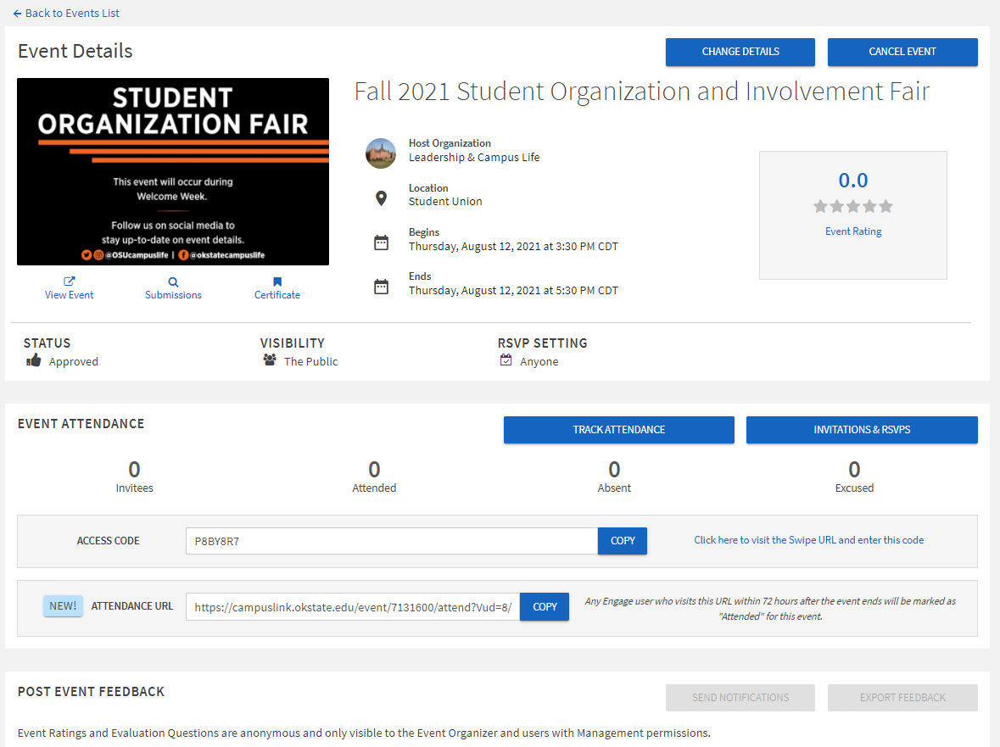 Back to Events List
Event Details
CHANGE DETAILS
CANCEL EVENT
STUDENT
ORGANIZATION FAIR
This event will occur during
Welcome Week.
Follow us on social media to
stay up-to-date on event details.
@OSUcampuslife | @okstatecampuslife
View Event
Submissions
Certificate
Fall 2021 Student Organization and Involvement Fair
Host Organization
Leadership & Campus Life
Location
Student Union
Begins
Thursday, August 12, 2021 at 3:30 PM CDT
Ends
Thursday, August 12, 2021 at 5:30 PM CDT
0.0
Event Rating
STATUS
Approved
VISIBILITY
The Public
RSVP SETTING
Anyone
EVENT ATTENDANCE
TRACK ATTENDANCE
INVITATIONS & RSVPS
0
Invitees
0
Attended
0
Absent
0
Excused
ACCESS CODE
P8BY8R7
COPY
Click here to visit the Swipe URL and enter this code
NEW!
ATTENDANCE URL
https://campuslink.okstate.edu/event/7131600/attend?Vud=8/
COPY
Any Engage user who visits this URL within 72 hours after the event ends will be marked as
"Attended" for this event.
POST EVENT FEEDBACK
SEND NOTIFICATIONS
EXPORT FEEDBACK
Event Ratings and Evaluation Questions are anonymous and only visible to the Event Organizer and users with Management permissions.